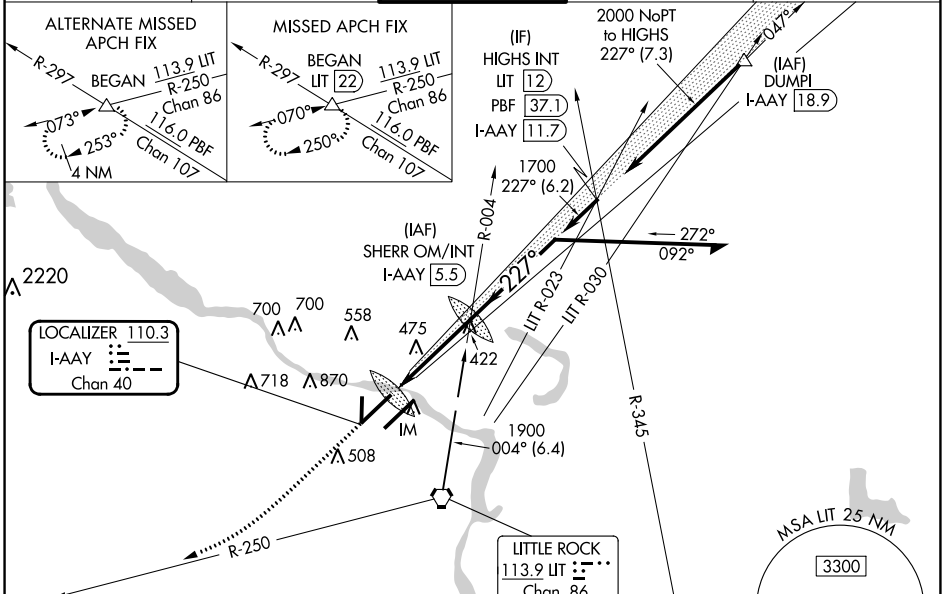 ALTERNATE MISSED
APCH FIX
R-297
BEGAN
113.9 LIT
R-250
Chan 86
073°
253°
4 NM
116.0 PBF
Chan 107
MISSED APCH FIX
R-297
BEGAN
LIT 22
113.9 LIT
R-250
Chan 86
070°
250°
116.0 PBF
Chan 107
(IF)
HIGHS INT
LIT 12
PBF 37.1
I-AAY 11.7
2000 NoPT
to HIGHS
227° (7.3)
047°
(IAF)
DUMPI
I-AAY 18.9
1700
227° (6.2)
R-004
(IAF)
SHERR OM/INT
I-AAY 5.5
227°
272°
092°
LIT R-023
LIT R-030
2220
700
700
558
475
422
718
870
508
LOCALIZER 110.3
I-AAY
Chan 40
IM
1900
004° (6.4)
R-345
R-250
LITTLE ROCK
113.9 LIT
Chan 86
MSA LIT 25 NM
3300